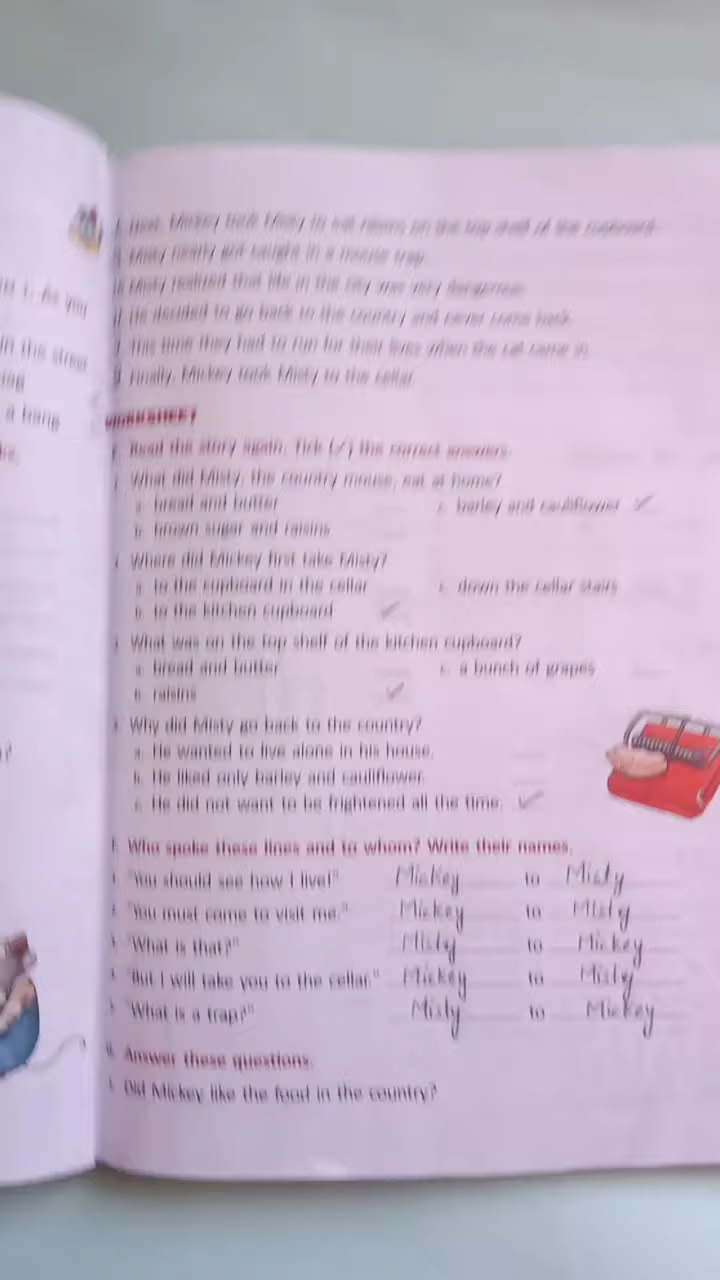 st 1. As you
in the street
a bang
Next, Mickey took Misty to eat raisins on the top shelf of the cupboard.
Misty nearly got caught in a mouse trap.
Misty realized that life in the city was very dangerous.
He decided to go back to the country and never come back.
This time they had to run for their lives when the cat came in.
Finally, Mickey took Misty to the cellar.
WORKSHEET
Read the story again. Tick (✓) the correct answers.
What did Misty, the country mouse, eat at home?
a. bread and butter c. barley and cauliflower ✓
b. brown sugar and raisins
Where did Mickey first take Misty?
a. to the cupboard in the cellar c. down the cellar stairs
b. to the kitchen cupboard ✓
What was on the top shelf of the kitchen cupboard?
a. bread and butter c. a bunch of grapes
b. raisins ✓
Why did Misty go back to the country?
a. He wanted to live alone in his house.
b. He liked only barley and cauliflower.
c. He did not want to be frightened all the time. ✓
Who spoke these lines and to whom? Write their names.
"You should see how I live!" Mickey to Misty
"You must come to visit me." Mickey to Misty
"What is that?" Misty to Mickey
"But I will take you to the cellar." Mickey to Misty
"What is a trap?" Misty to Mickey
Answer these questions.
Did Mickey like the food in the country?